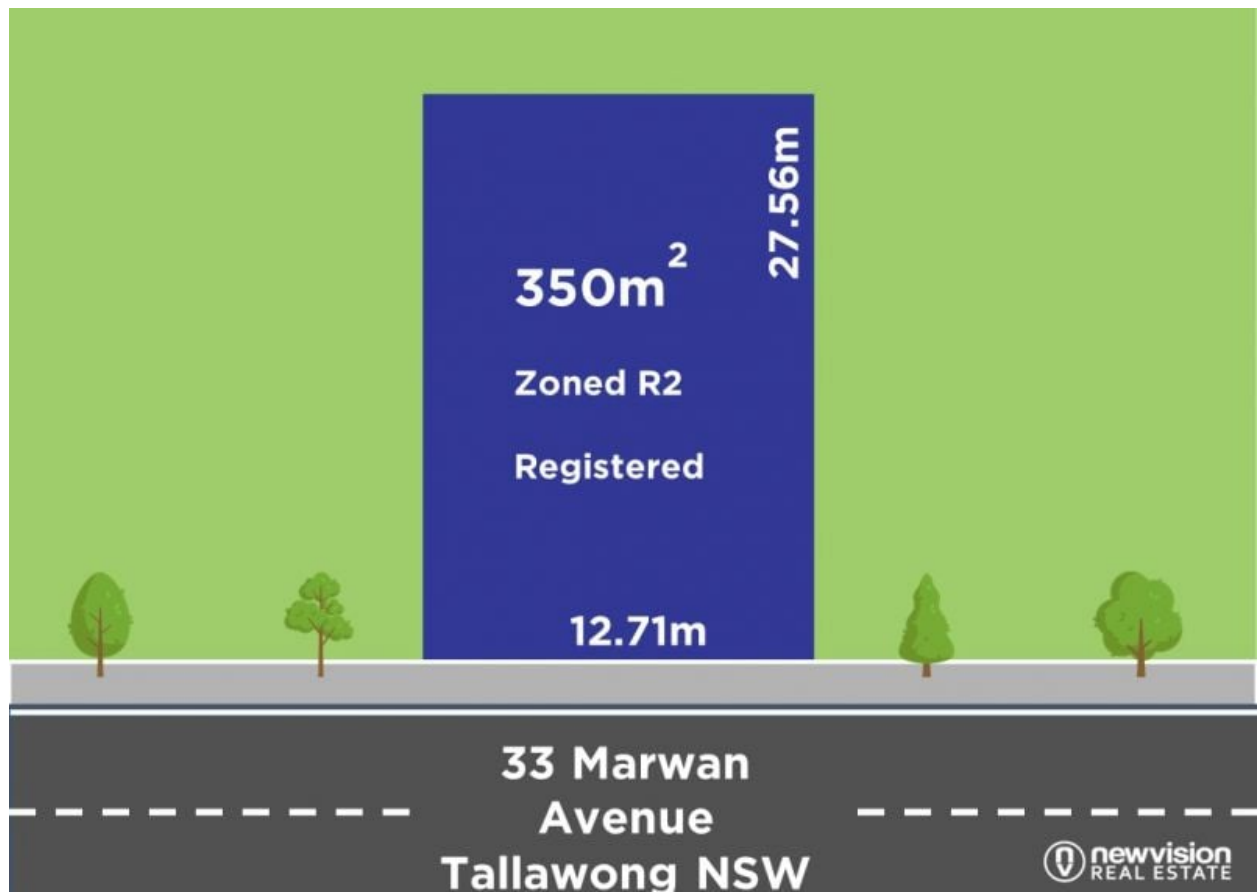 27.56m
350m²
Zoned R2
Registered
12.71m
33 Marwan
Avenue
Tallawong NSW
newvision
REAL ESTATE